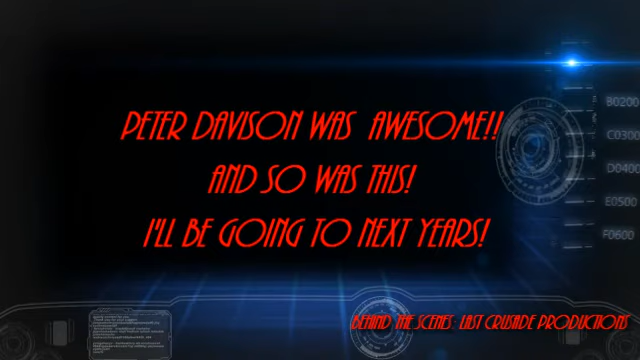 PETER DAVISON WAS AWESOME!!
AND SO WAS THIS!
I'LL BE GOING TO NEXT YEARS!
B0200
C0300
D0400
E0500
F0600
BEHIND THE SCENES: LAST CRUSADE PRODUCTIONS